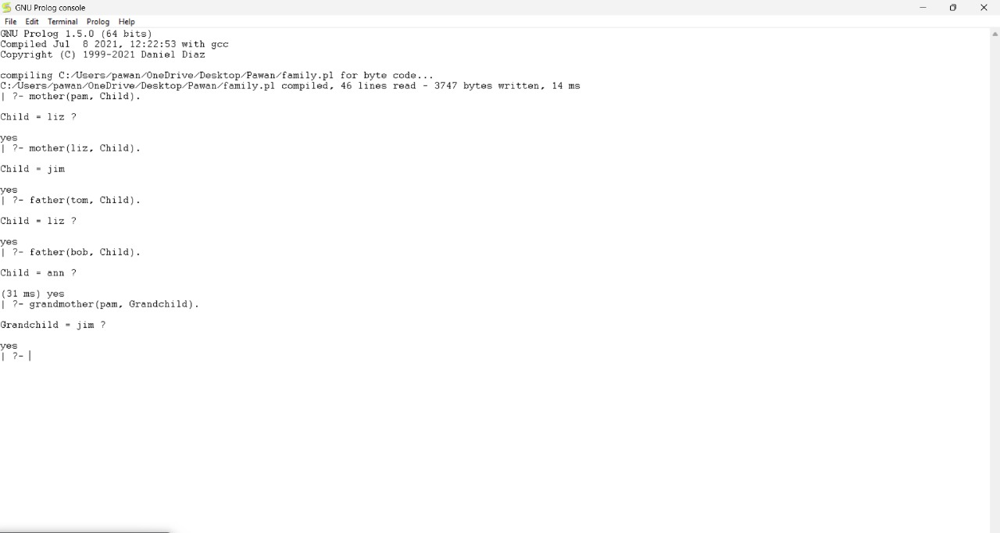 GNU Prolog console
File Edit Terminal Prolog Help
GNU Prolog 1.5.0 (64 bits)
Compiled Jul  8 2021, 12:22:53 with gcc
Copyright (C) 1999-2021 Daniel Diaz
compiling C:/Users/pawan/OneDrive/Desktop/Pawan/family.pl for byte code...
C:/Users/pawan/OneDrive/Desktop/Pawan/family.pl compiled, 46 lines read - 3747 bytes written, 14 ms
| ?- mother(pam, Child).
Child = liz ?
yes
| ?- mother(liz, Child).
Child = jim
yes
| ?- father(tom, Child).
Child = liz ?
yes
| ?- father(bob, Child).
Child = ann ?
(31 ms) yes
| ?- grandmother(pam, Grandchild).
Grandchild = jim ?
yes
| ?-